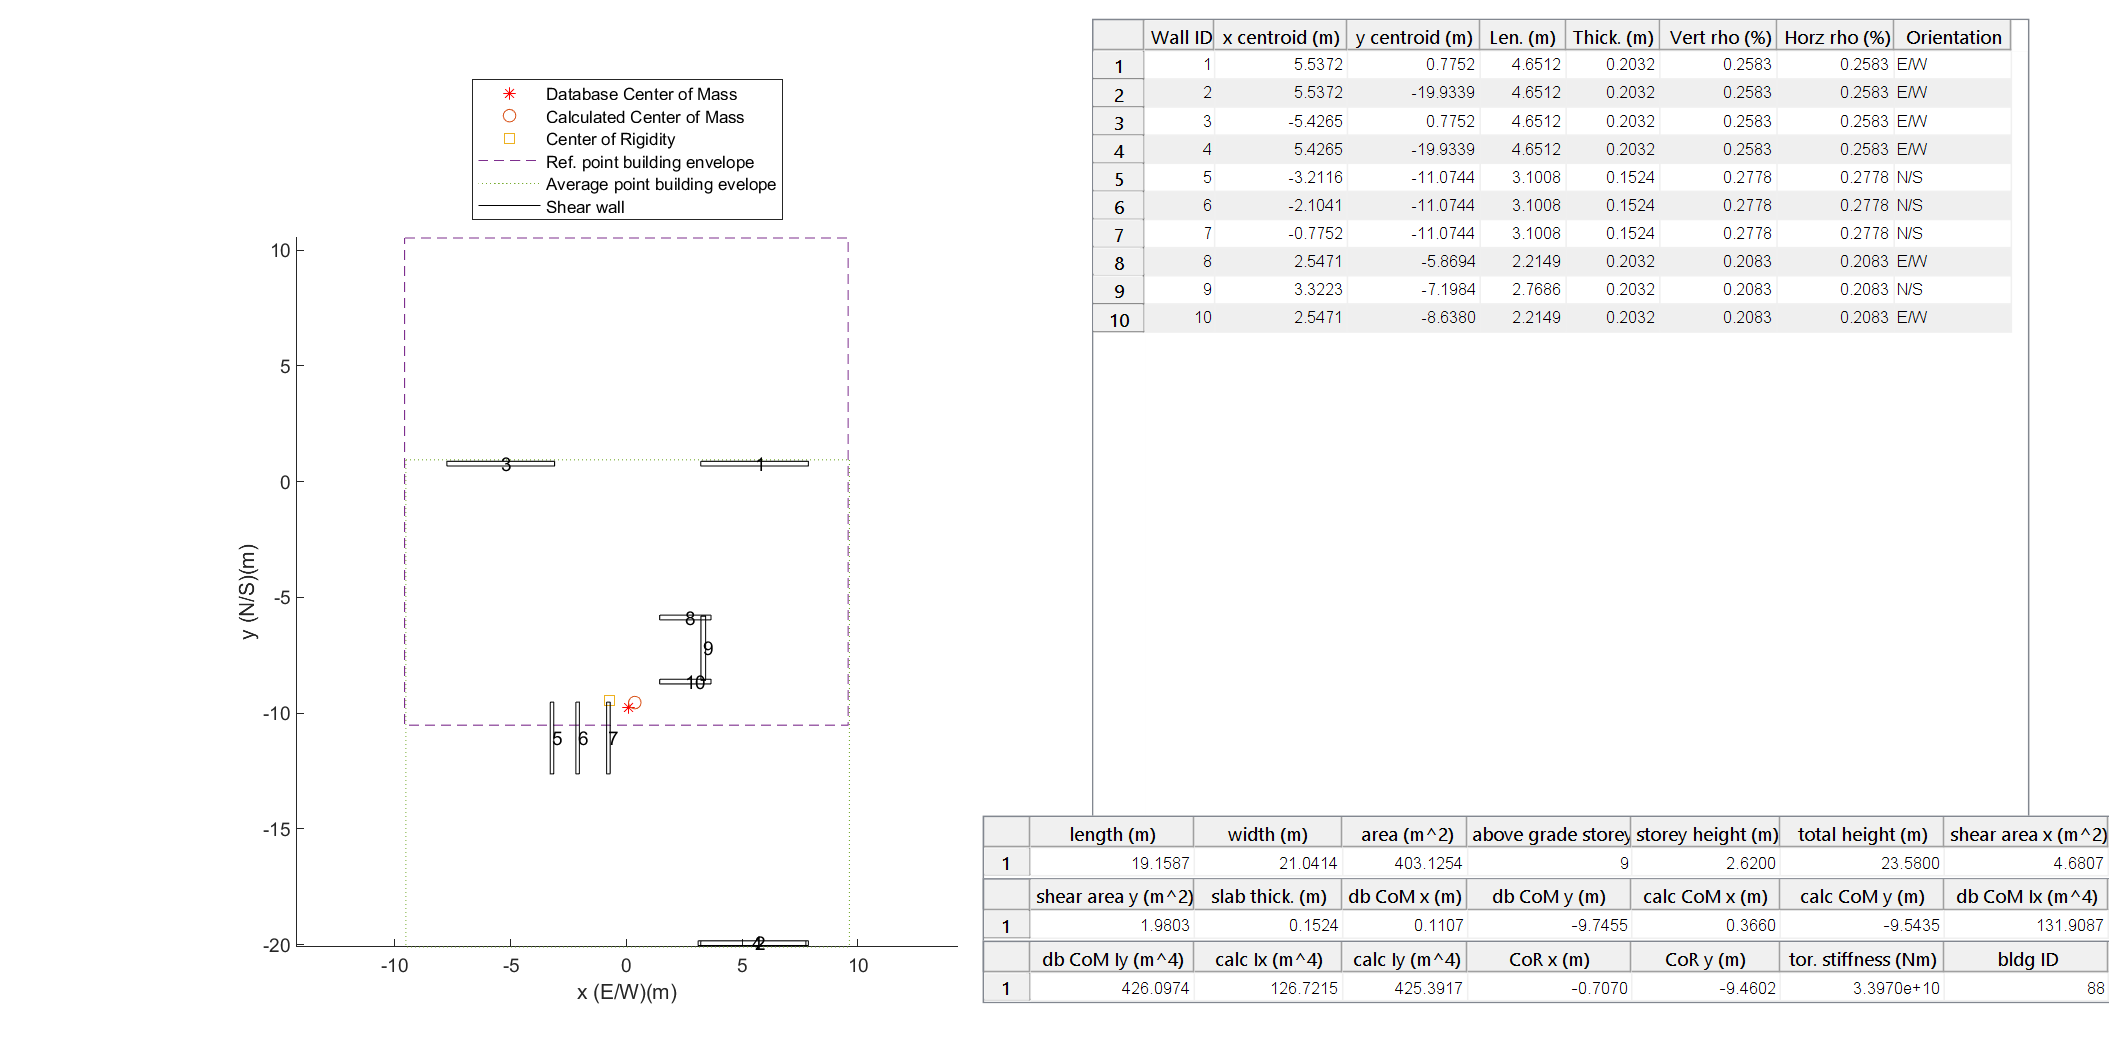 Database Center of Mass
Calculated Center of Mass
Center of Rigidity
Ref. point building envelope
Average point building evelope
Shear wall
10
5
0
-5
-10
-15
-20
y (N/S)(m)
3
1
8
9
10
5
6
7
2
-10
-5
0
5
10
x (E/W)(m)
Wall ID x centroid (m) y centroid (m) Len. (m) Thick. (m) Vert rho (%) Horz rho (%) Orientation
1 1 5.5372 0.7752 4.6512 0.2032 0.2583 0.2583 E/W
2 2 5.5372 -19.9339 4.6512 0.2032 0.2583 0.2583 E/W
3 3 -5.4265 0.7752 4.6512 0.2032 0.2583 0.2583 E/W
4 4 5.4265 -19.9339 4.6512 0.2032 0.2583 0.2583 E/W
5 5 -3.2116 -11.0744 3.1008 0.1524 0.2778 0.2778 N/S
6 6 -2.1041 -11.0744 3.1008 0.1524 0.2778 0.2778 N/S
7 7 -0.7752 -11.0744 3.1008 0.1524 0.2778 0.2778 N/S
8 8 2.5471 -5.8694 2.2149 0.2032 0.2083 0.2083 E/W
9 9 3.3223 -7.1984 2.7686 0.2032 0.2083 0.2083 N/S
10 10 2.5471 -8.6380 2.2149 0.2032 0.2083 0.2083 E/W
length (m) width (m) area (m^2) above grade storey storey height (m) total height (m) shear area x (m^2)
1 19.1587 21.0414 403.1254 9 2.6200 23.5800 4.6807
shear area y (m^2) slab thick. (m) db CoM x (m) db CoM y (m) calc CoM x (m) calc CoM y (m) db CoM Ix (m^4)
1 1.9803 0.1524 0.1107 -9.7455 0.3660 -9.5435 131.9087
db CoM Iy (m^4) calc Ix (m^4) calc Iy (m^4) CoR x (m) CoR y (m) tor. stiffness (Nm) bldg ID
1 426.0974 126.7215 425.3917 -0.7070 -9.4602 3.3970e+10 88